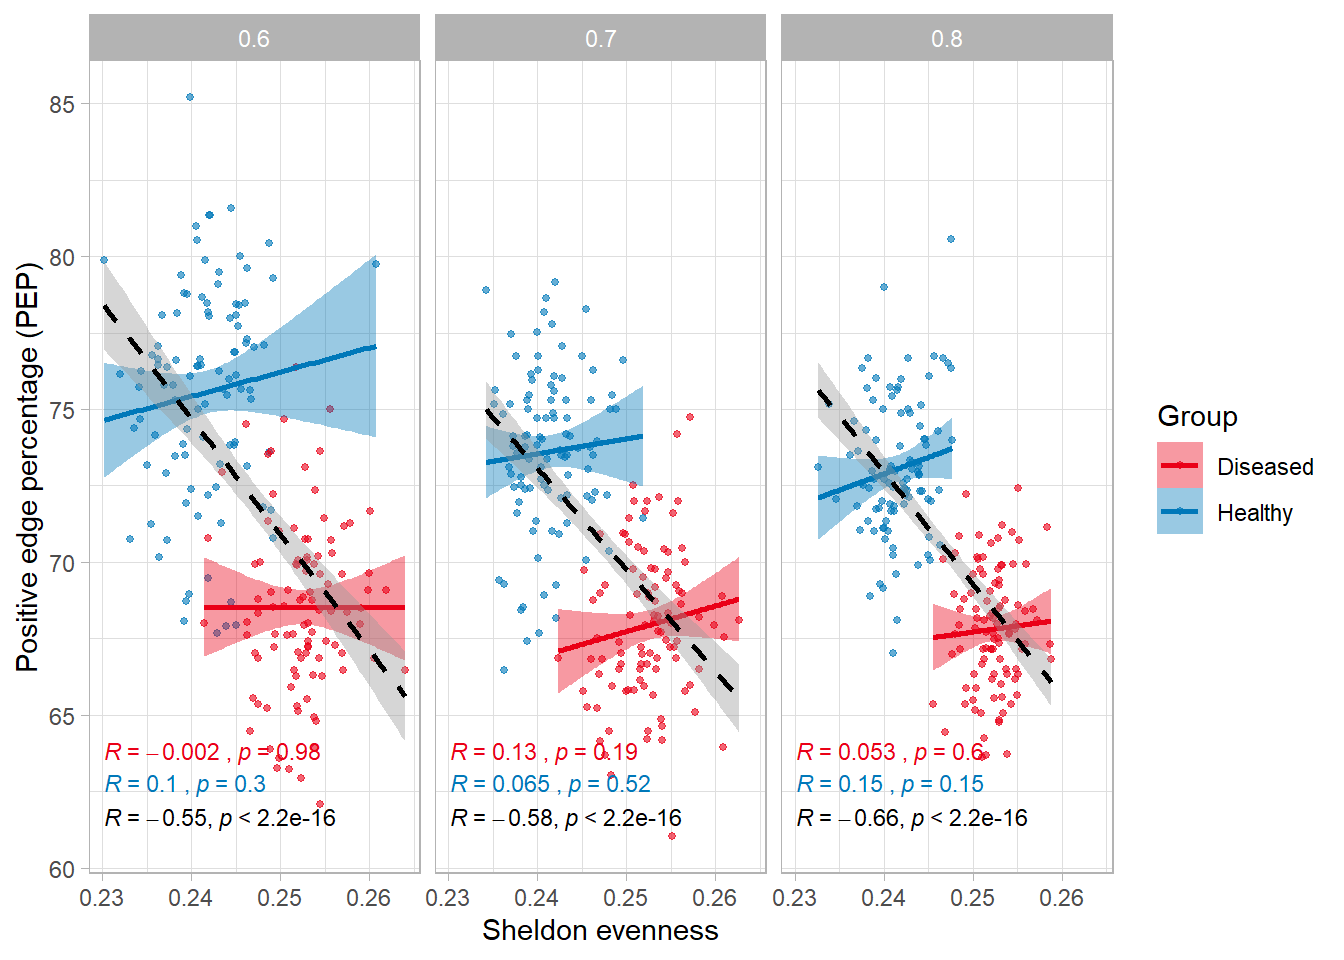 0.6 0.7 0.8
85
80
75
70
65
60
Positive edge percentage (PEP)
R = −0.002 , p = 0.98
R = 0.1 , p = 0.3
R = −0.55, p < 2.2e-16
R = 0.13 , p = 0.19
R = 0.065 , p = 0.52
R = −0.58, p < 2.2e-16
R = 0.053 , p = 0.6
R = 0.15 , p = 0.15
R = −0.66, p < 2.2e-16
0.23 0.24 0.25 0.26 0.23 0.24 0.25 0.26 0.23 0.24 0.25 0.26
Sheldon evenness
Group
Diseased
Healthy